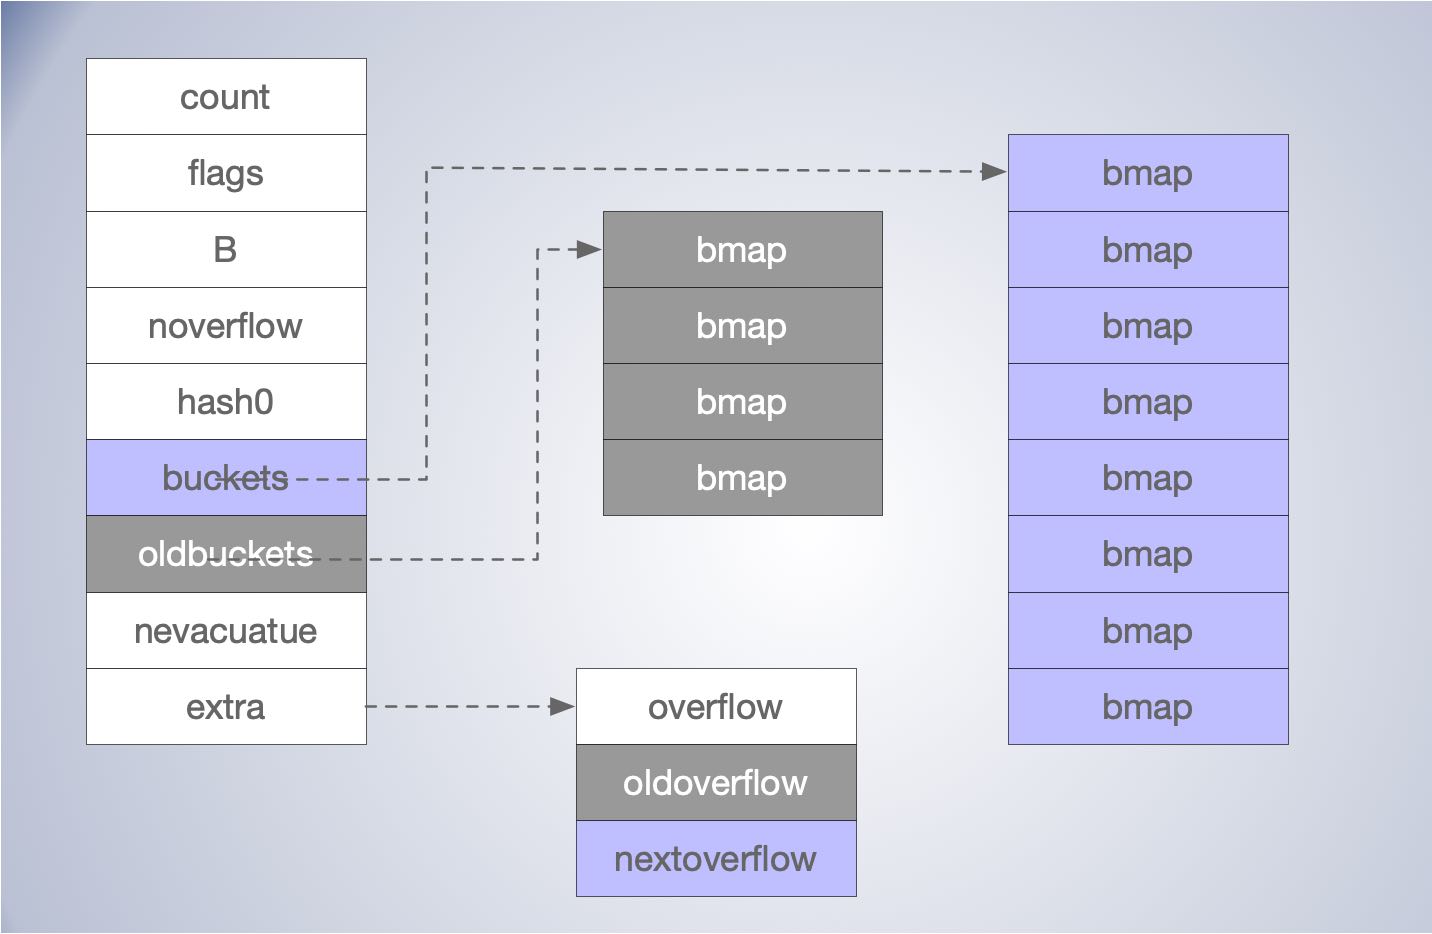 count
flags
B
noverflow
hash0
buckets
oldbuckets
nevacuatue
extra
bmap
bmap
bmap
bmap
overflow
oldoverflow
nextoverflow
bmap
bmap
bmap
bmap
bmap
bmap
bmap
bmap